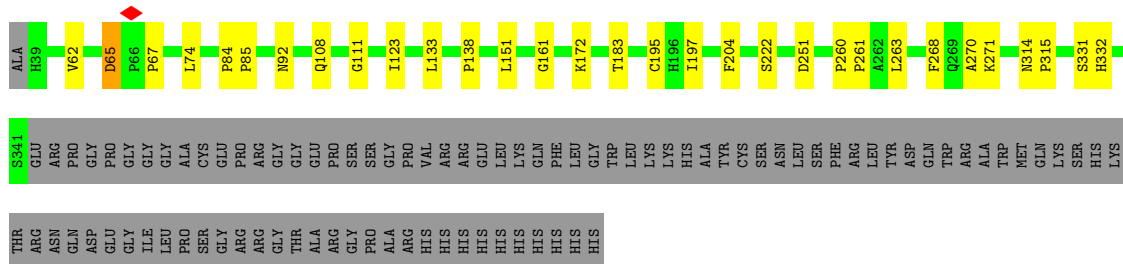 ALA H39 V62 D65 P66 P67 L74 P84 P85 N92 Q108 G111 I123 L133 P138 L151 G161 K172 T183 C195 H196 I197 F204 S222 D251 P260 P261 A262 L263 F268 Q269 A270 K271 N314 P315 S331 H332
S341 GLU ARG PRO GLY PRO GLY GLY GLY ALA CYS GLU PRO ARG GLY GLY GLU PRO SER SER GLY PRO VAL ARG ARG GLU LEU LYS GLN PHE LEU GLY TRP LEU LYS LYS HIS ALA TYR CYS SER ASN LEU SER PHE ARG LEU TYR ASP GLN TRP ARG ALA TRP MET GLN LYS SER HIS LYS
THR ARG ASN GLN ASP GLU GLY ILE LEU PRO SER GLY ARG ARG GLY THR ALA ARG GLY PRO ALA ARG HIS HIS HIS HIS HIS HIS HIS HIS HIS HIS